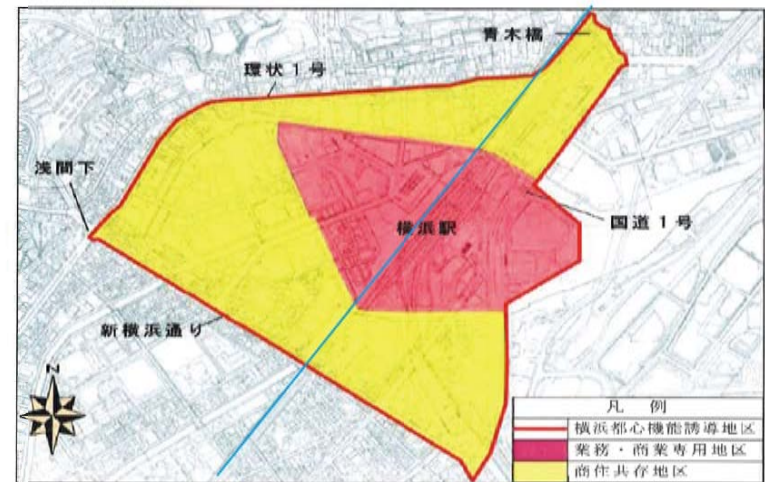 青木橋
環状1号
浅間下
国道1号
横浜駅
新横浜通り
N
凡 例
横浜都心機能誘導地区
業務・商業専用地区
商住共存地区